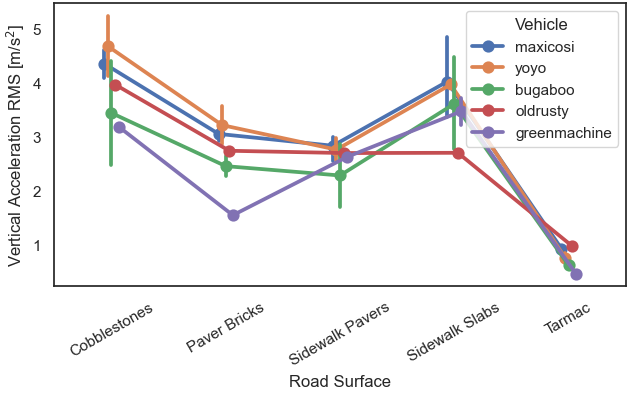 Vertical Acceleration RMS [m/s²]
5
4
3
2
1
Vehicle
maxicosi
yoyo
bugaboo
oldrusty
greenmachine
Cobblestones
Paver Bricks
Sidewalk Pavers
Sidewalk Slabs
Tarmac
Road Surface